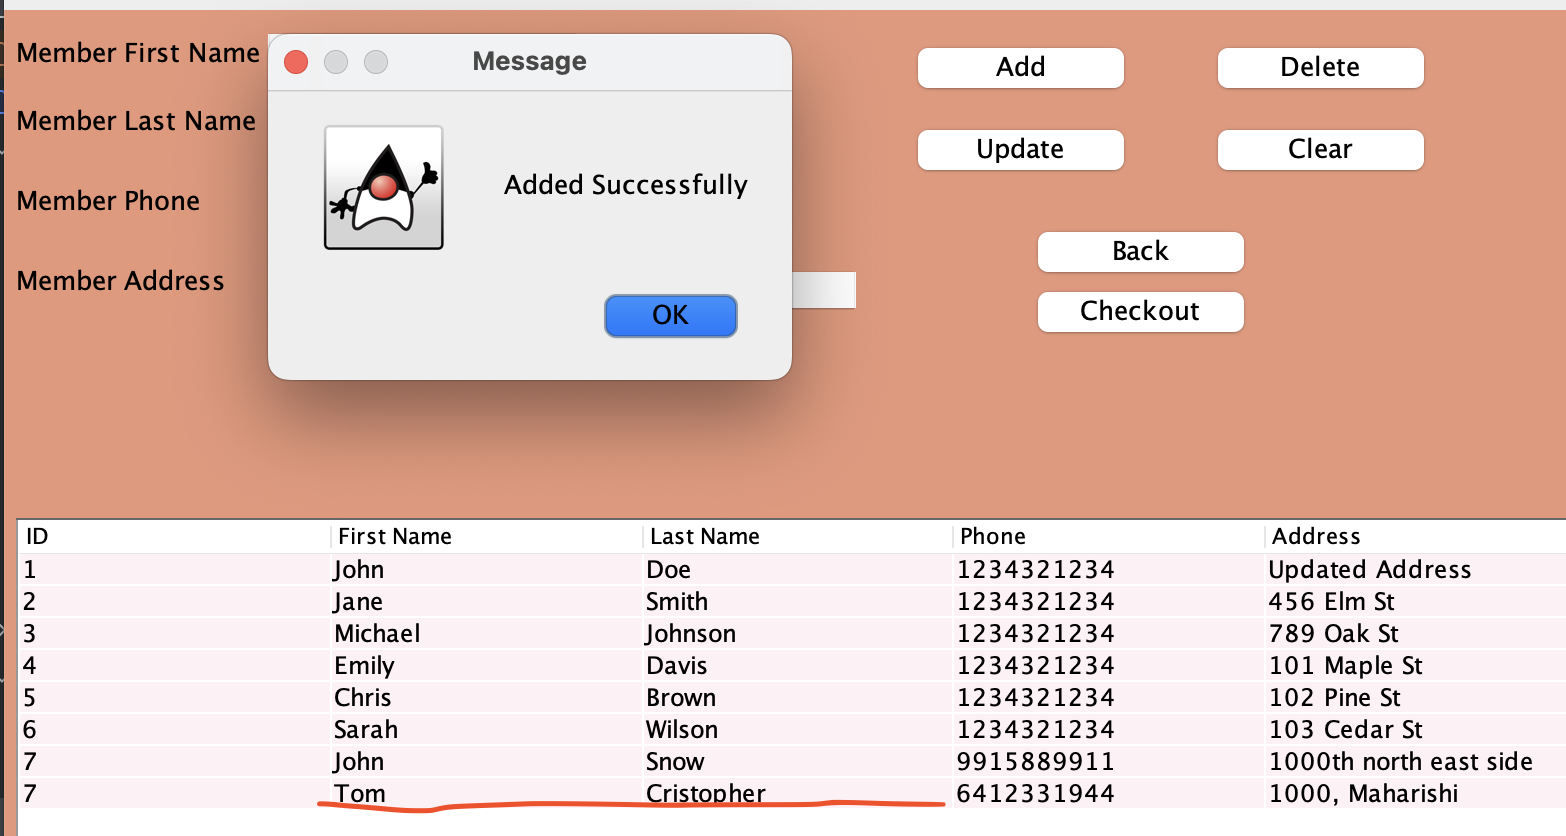 Message
Member First Name
Add Delete
Member Last Name
Update Clear
Added Successfully
Member Phone
Back
Member Address
OK
Checkout
ID First Name Last Name Phone Address
1 John Doe 1234321234 Updated Address
2 Jane Smith 1234321234 456 Elm St
3 Michael Johnson 1234321234 789 Oak St
4 Emily Davis 1234321234 101 Maple St
5 Chris Brown 1234321234 102 Pine St
6 Sarah Wilson 1234321234 103 Cedar St
7 John Snow 9915889911 1000th north east side
7 Tom Cristopher 6412331944 1000, Maharishi